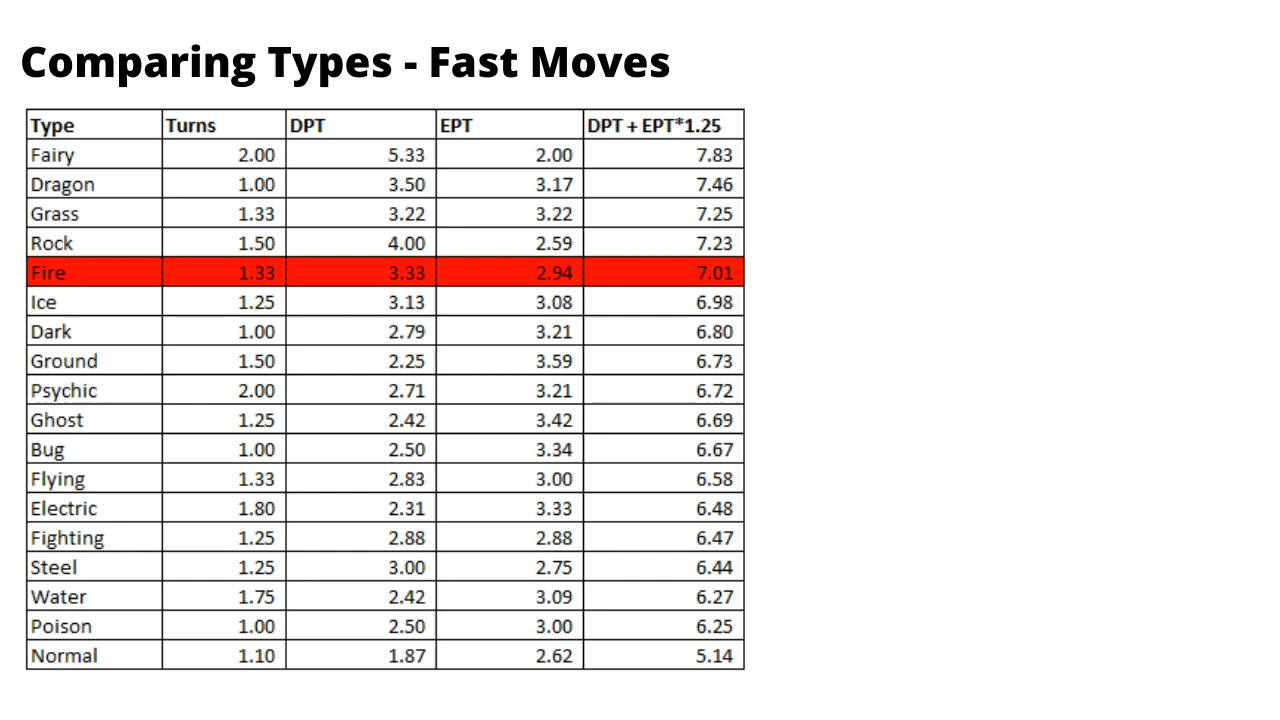 Comparing Types - Fast Moves
Type Turns DPT EPT DPT + EPT*1.25
Fairy 2.00 5.33 2.00 7.83
Dragon 1.00 3.50 3.17 7.46
Grass 1.33 3.22 3.22 7.25
Rock 1.50 4.00 2.59 7.23
Fire 1.33 3.33 2.94 7.01
Ice 1.25 3.13 3.08 6.98
Dark 1.00 2.79 3.21 6.80
Ground 1.50 2.25 3.59 6.73
Psychic 2.00 2.71 3.21 6.72
Ghost 1.25 2.42 3.42 6.69
Bug 1.00 2.50 3.34 6.67
Flying 1.33 2.83 3.00 6.58
Electric 1.80 2.31 3.33 6.48
Fighting 1.25 2.88 2.88 6.47
Steel 1.25 3.00 2.75 6.44
Water 1.75 2.42 3.09 6.27
Poison 1.00 2.50 3.00 6.25
Normal 1.10 1.87 2.62 5.14